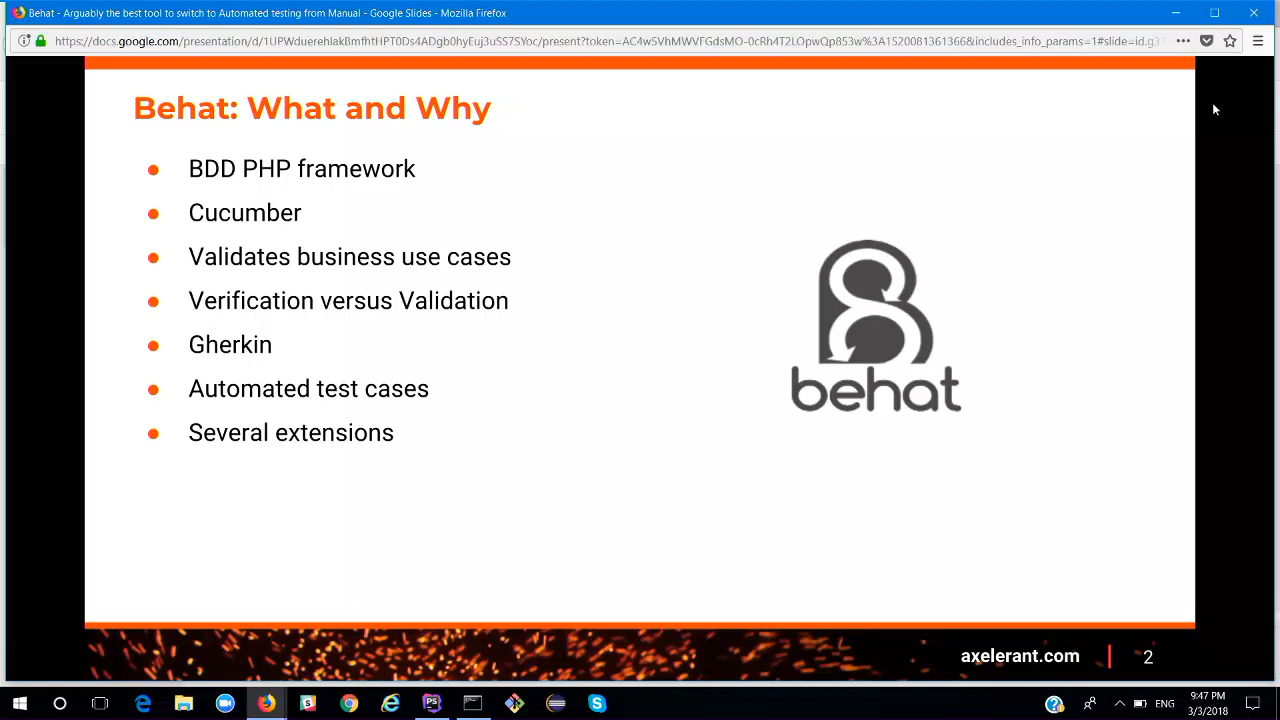 Behat - Arguably the best tool to switch to Automated testing from Manual - Google Slides - Mozilla Firefox
Behat: What and Why
BDD PHP framework
Cucumber
Validates business use cases
Verification versus Validation
Gherkin
Automated test cases
Several extensions
behat
axelerant.com
2
ENG
9:47 PM
3/3/2018